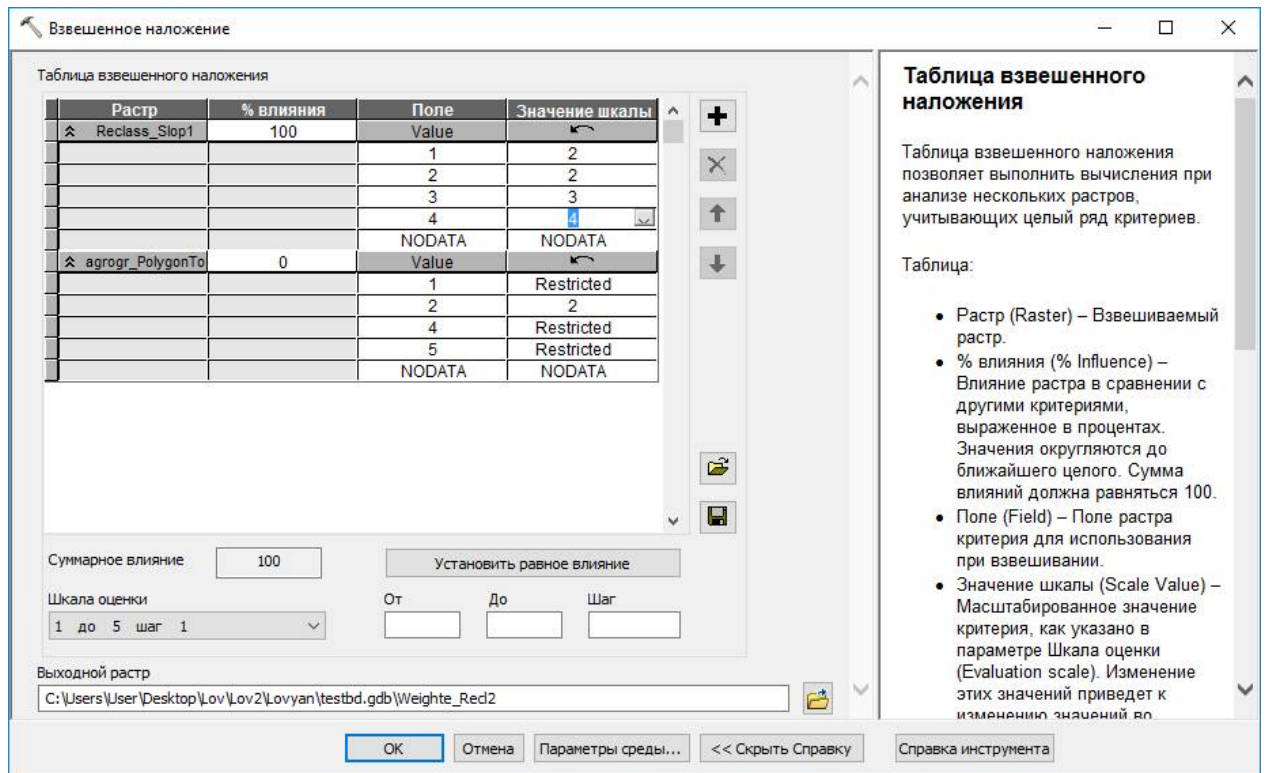 Взвешенное наложение
Таблица взвешенного наложения
Растр % влияния Поле Значение шкалы
Reclass_Slop1 100 Value
1 2
2 2
3 3
4 4
NODATA NODATA
agrogr_PolygonTo 0 Value
1 Restricted
2 2
4 Restricted
5 Restricted
NODATA NODATA
Суммарное влияние 100 Установить равное влияние
Шкала оценки От До Шаг
1 до 5 шаг 1
Выходной растр
C:\Users\User\Desktop\Lov\Lov2\Lovyan\testbd.gdb\Weighte_Recl2
OK Отмена Параметры среды... << Скрыть Справку Справка инструмента
Таблица взвешенного
наложения
Таблица взвешенного наложения
позволяет выполнить вычисления при
анализе нескольких растров,
учитывающих целый ряд критериев.
Таблица:
• Растр (Raster) – Взвешиваемый
растр.
• % влияния (% Influence) –
Влияние растра в сравнении с
другими критериями,
выраженное в процентах.
Значения округляются до
ближайшего целого. Сумма
влияний должна равняться 100.
• Поле (Field) – Поле растра
критерия для использования
при взвешивании.
• Значение шкалы (Scale Value) –
Масштабированное значение
критерия, как указано в
параметре Шкала оценки
(Evaluation scale). Изменение
этих значений приведет к
изменению значений во